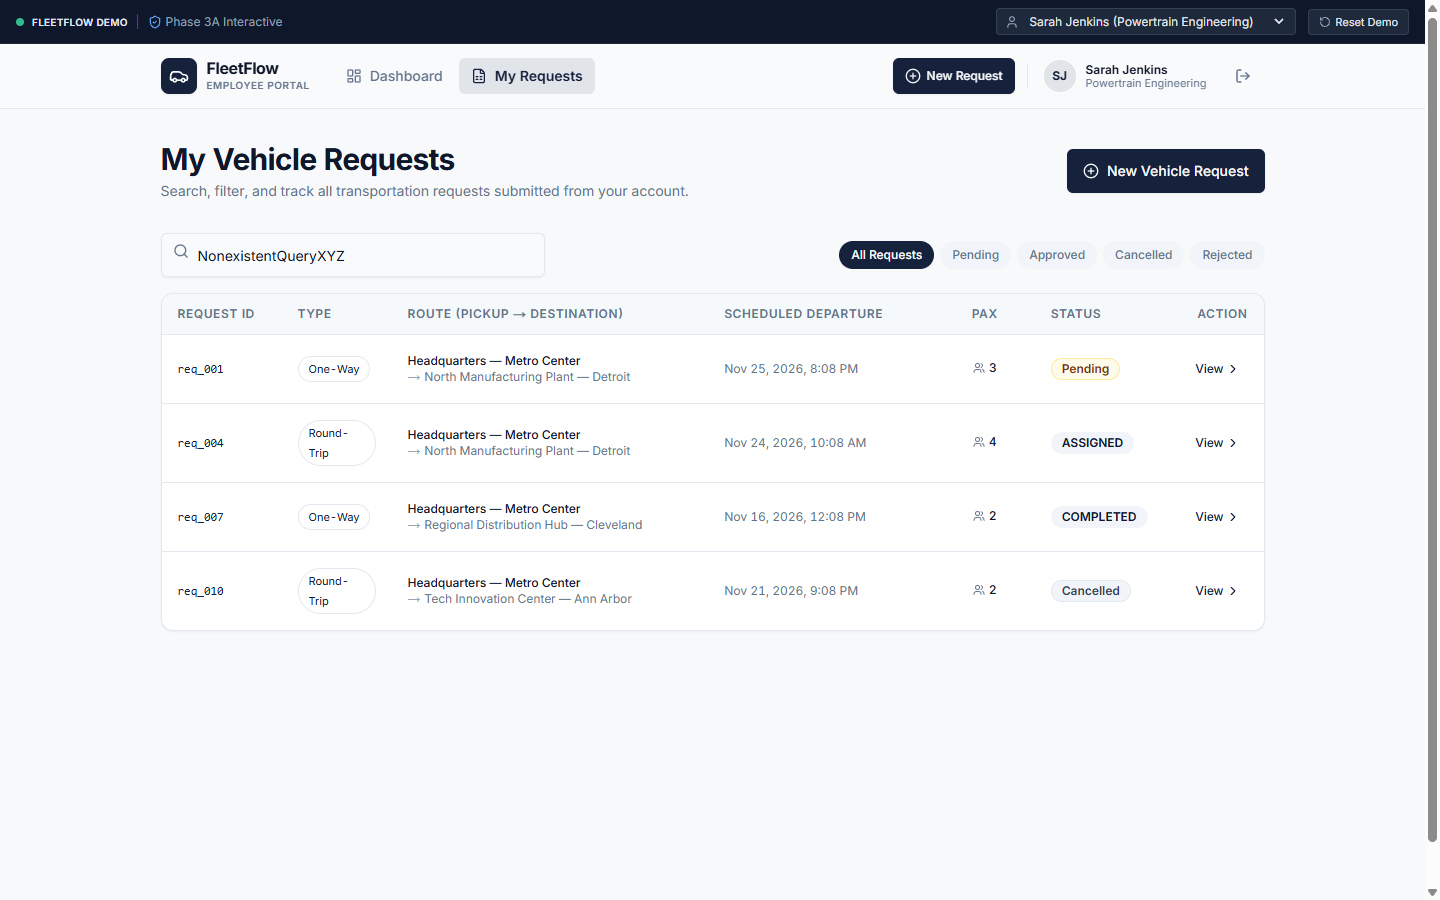 FLEETFLOW DEMO
Phase 3A Interactive
Sarah Jenkins (Powertrain Engineering)
Reset Demo
FleetFlow
EMPLOYEE PORTAL
Dashboard
My Requests
New Request
SJ
Sarah Jenkins
Powertrain Engineering
My Vehicle Requests
Search, filter, and track all transportation requests submitted from your account.
New Vehicle Request
NonexistentQueryXYZ
All Requests
Pending
Approved
Cancelled
Rejected
REQUEST ID TYPE ROUTE (PICKUP → DESTINATION) SCHEDULED DEPARTURE PAX STATUS ACTION
req_001
One-Way
Headquarters — Metro Center
→ North Manufacturing Plant — Detroit
Nov 25, 2026, 8:08 PM
3
Pending
View
req_004
Round-
Trip
Headquarters — Metro Center
→ North Manufacturing Plant — Detroit
Nov 24, 2026, 10:08 AM
4
ASSIGNED
View
req_007
One-Way
Headquarters — Metro Center
→ Regional Distribution Hub — Cleveland
Nov 16, 2026, 12:08 PM
2
COMPLETED
View
req_010
Round-
Trip
Headquarters — Metro Center
→ Tech Innovation Center — Ann Arbor
Nov 21, 2026, 9:08 PM
2
Cancelled
View